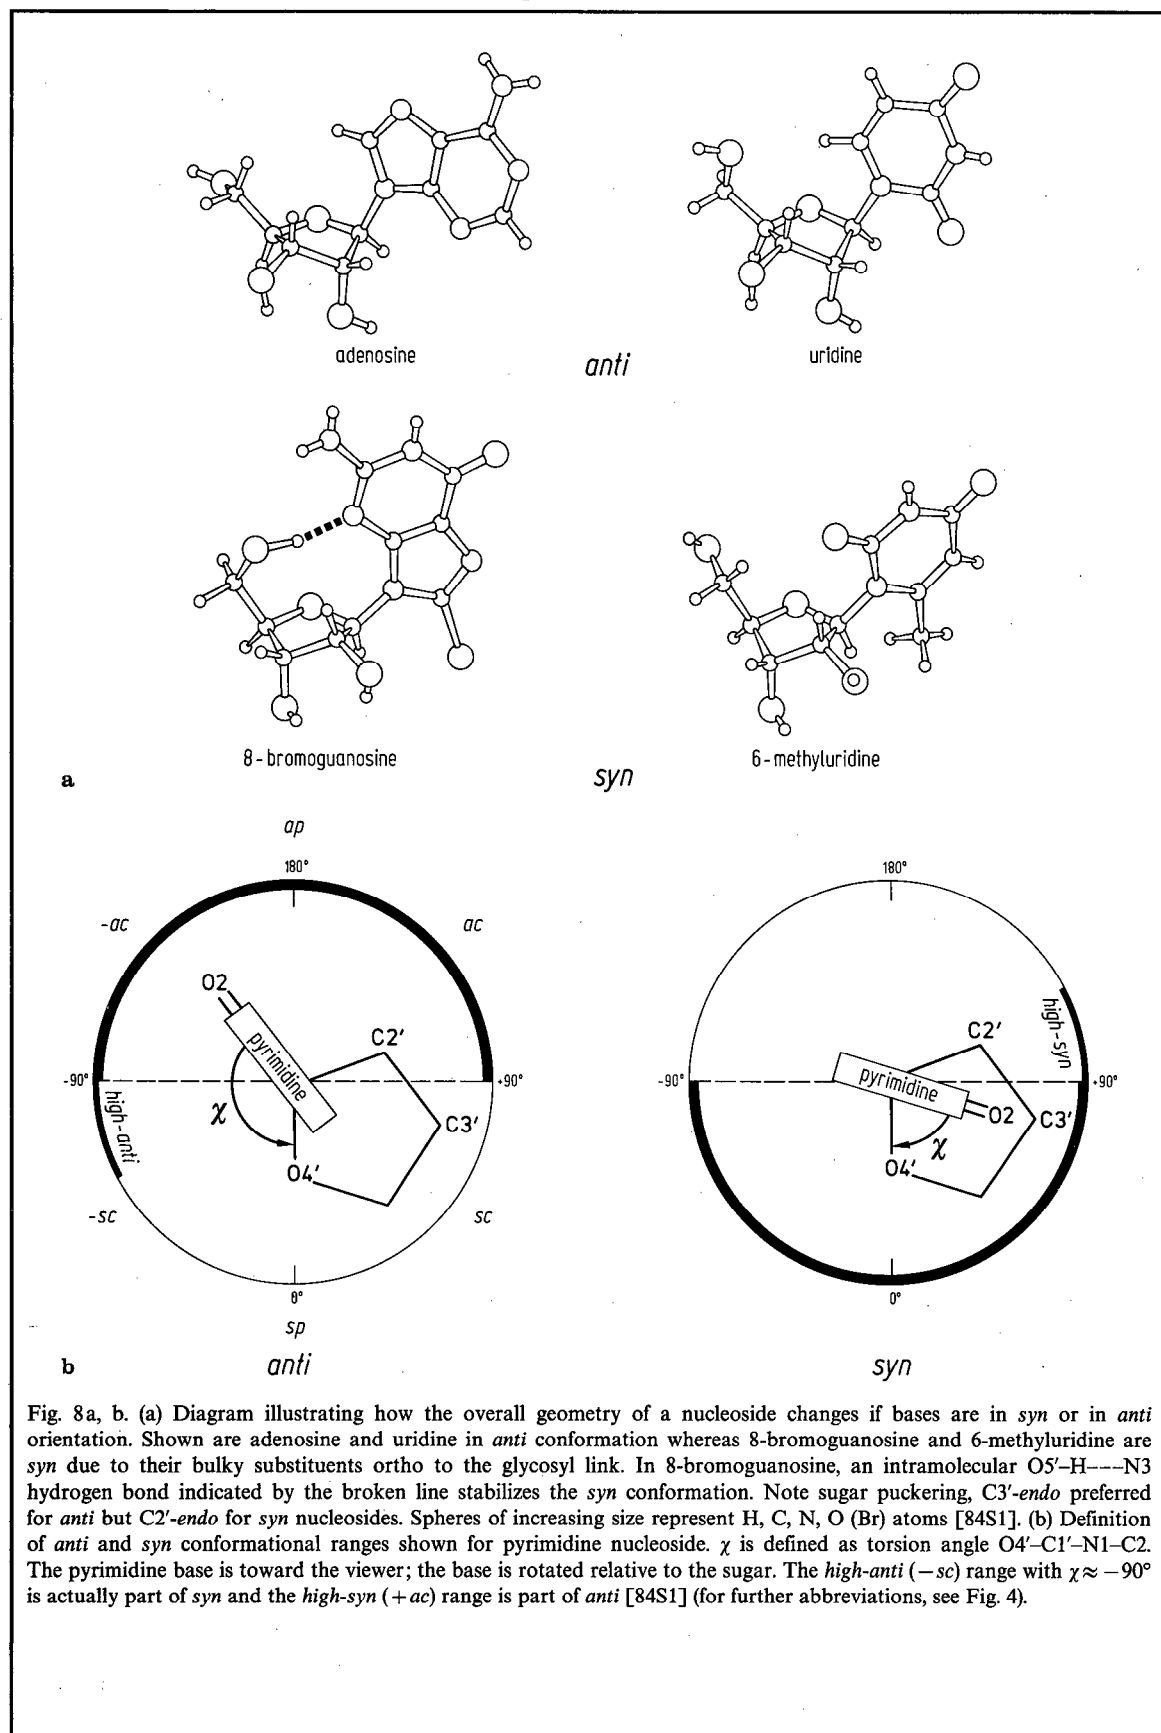 adenosine
uridine
anti
8-bromoguanosine
6-methyluridine
a
syn
ap
180°
180°
-ac
ac
O2
pyrimidine
C2'
C2'
high-syn
-90°
+90°
-90°
+90°
high-anti
χ
C3'
pyrimidine
O2
C3'
χ
O4'
O4'
-sc
sc
0°
0°
sp
b
anti
syn
Fig. 8a, b. (a) Diagram illustrating how the overall geometry of a nucleoside changes if bases are in syn or in anti
orientation. Shown are adenosine and uridine in anti conformation whereas 8-bromoguanosine and 6-methyluridine are
syn due to their bulky substituents ortho to the glycosyl link. In 8-bromoguanosine, an intramolecular O5′–H–––N3
hydrogen bond indicated by the broken line stabilizes the syn conformation. Note sugar puckering, C3′-endo preferred
for anti but C2′-endo for syn nucleosides. Spheres of increasing size represent H, C, N, O (Br) atoms [84S1]. (b) Definition
of anti and syn conformational ranges shown for pyrimidine nucleoside. χ is defined as torsion angle O4′–C1′–N1–C2.
The pyrimidine base is toward the viewer; the base is rotated relative to the sugar. The high-anti (−sc) range with χ≈ −90°
is actually part of syn and the high-syn (+ac) range is part of anti [84S1] (for further abbreviations, see Fig. 4).